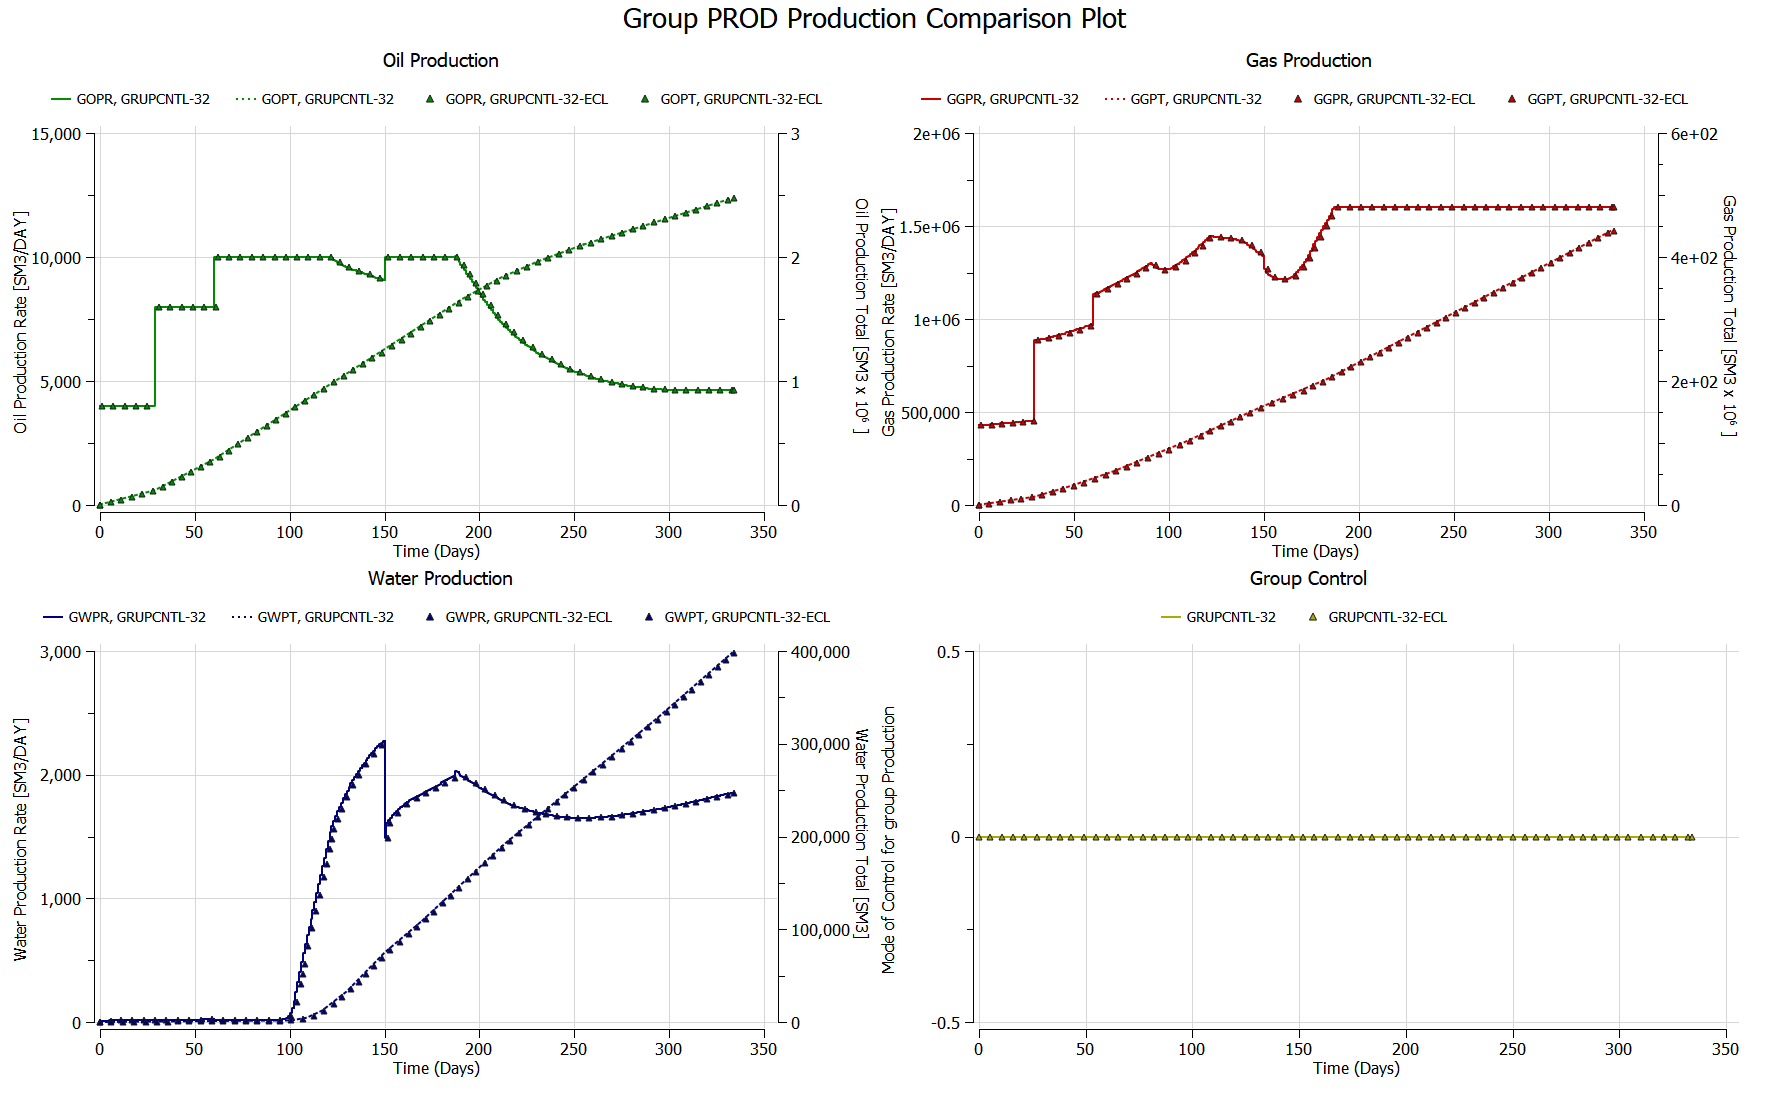 Group PROD Production Comparison Plot
Oil Production
GOPR, GRUPCNTL-32 GOPT, GRUPCNTL-32 GOPR, GRUPCNTL-32-ECL GOPT, GRUPCNTL-32-ECL
15,000
10,000
5,000
0
3
2
1
0
Oil Production Rate [SM3/DAY]
Oil Production Total [SM3 x 10⁶ ]
0 50 100 150 200 250 300 350
Time (Days)
Gas Production
GGPR, GRUPCNTL-32 GGPT, GRUPCNTL-32 GGPR, GRUPCNTL-32-ECL GGPT, GRUPCNTL-32-ECL
2e+06
1.5e+06
1e+06
500,000
0
6e+02
4e+02
2e+02
0
Gas Production Rate [SM3/DAY]
Gas Production Total [SM3 x 10⁶ ]
0 50 100 150 200 250 300 350
Time (Days)
Water Production
GWPR, GRUPCNTL-32 GWPT, GRUPCNTL-32 GWPR, GRUPCNTL-32-ECL GWPT, GRUPCNTL-32-ECL
3,000
2,000
1,000
0
400,000
300,000
200,000
100,000
0
Water Production Rate [SM3/DAY]
Water Production Total [SM3]
0 50 100 150 200 250 300 350
Time (Days)
Group Control
GRUPCNTL-32 GRUPCNTL-32-ECL
0.5
0
-0.5
Mode of Control for group Production
0 50 100 150 200 250 300 350
Time (Days)